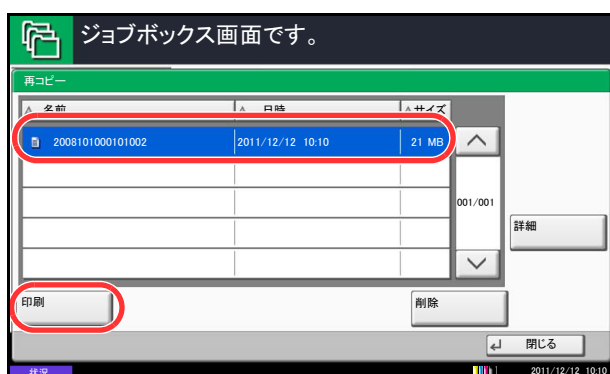 ジョブボックス画面です。
再コピー
名前 日時 サイズ
2008101000101002 2011/12/12 10:10 21 MB
001/001
詳細
印刷 削除
閉じる
状況 2011/12/12 10:10